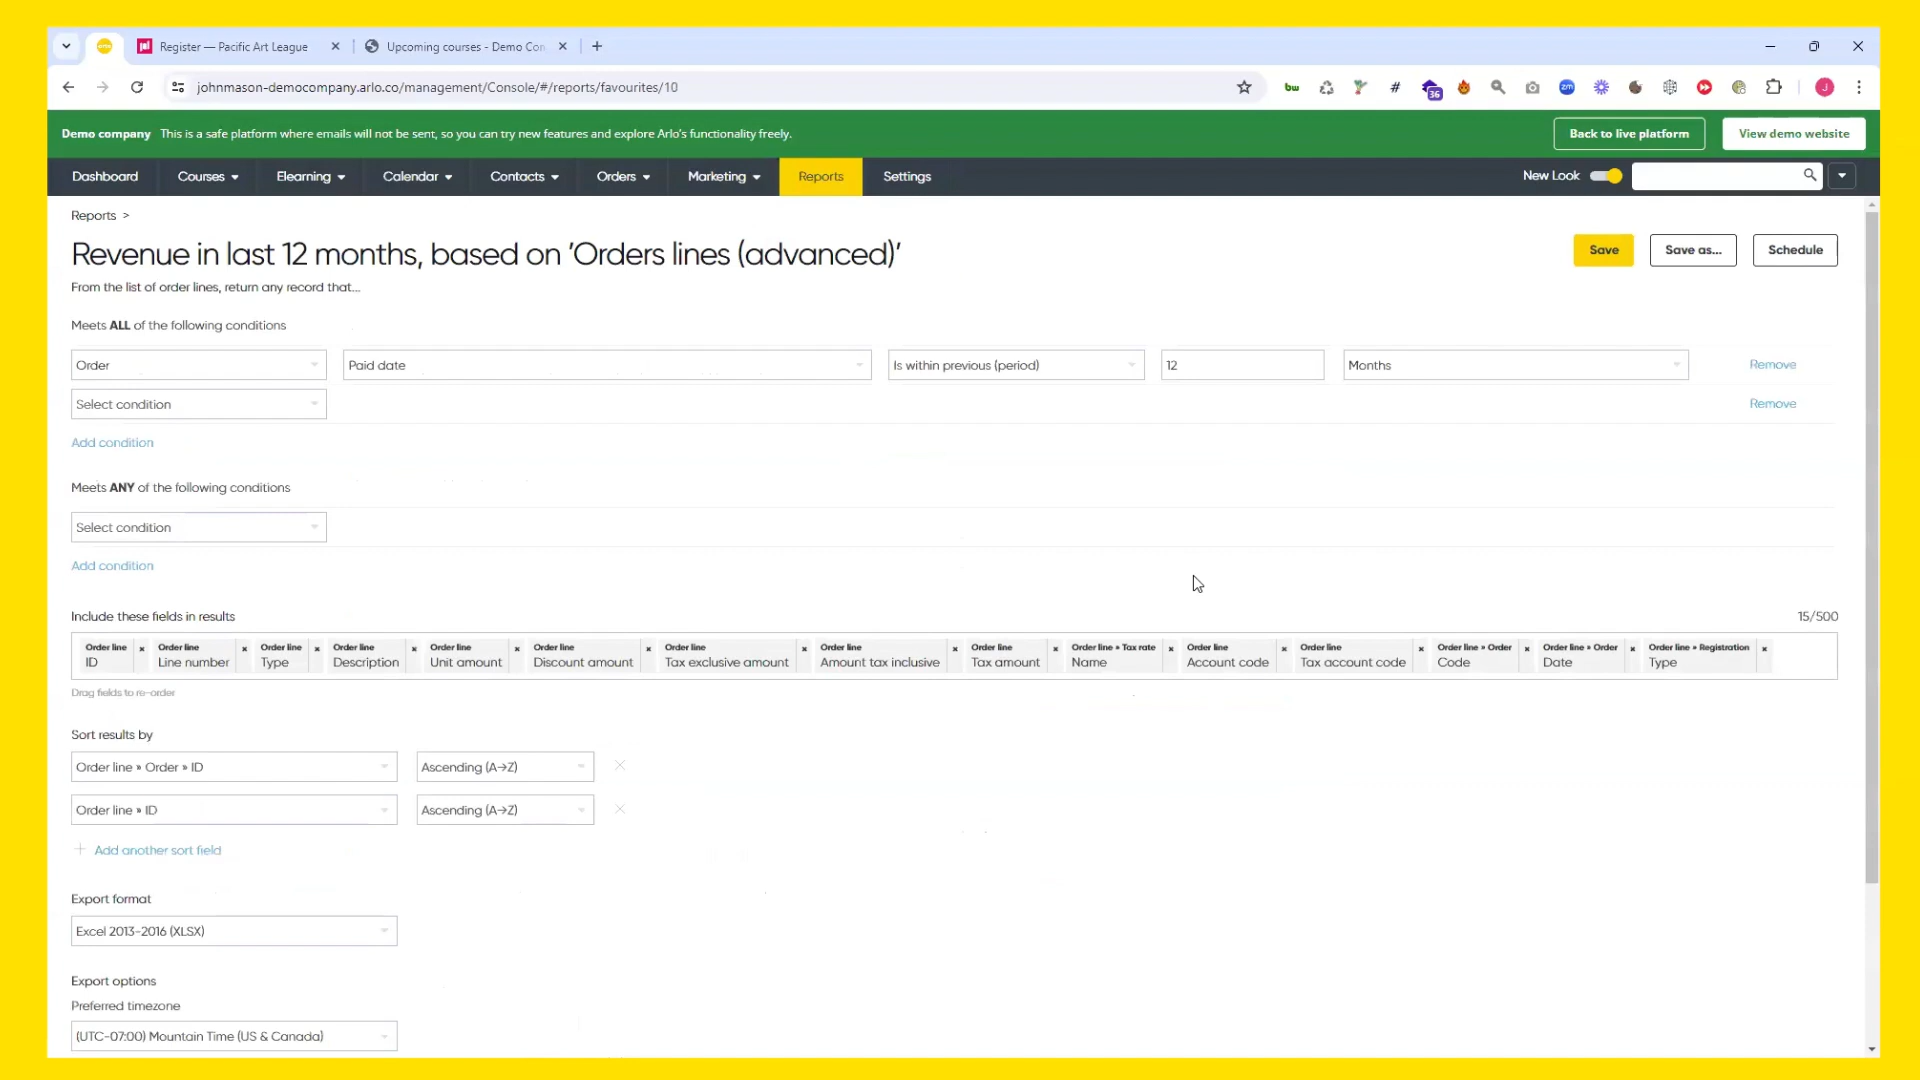 Register — Pacific Art League
Upcoming courses - Demo Con
johnmason-democompany.arlo.co/management/Console/#/reports/favourites/10
bw
#
36
zm
J
Demo company This is a safe platform where emails will not be sent, so you can try new features and explore Arlo's functionality freely.
Back to live platform
View demo website
Dashboard
Courses
Elearning
Calendar
Contacts
Orders
Marketing
Reports
Settings
New Look
Reports >
Revenue in last 12 months, based on 'Orders lines (advanced)'
Save
Save as...
Schedule
From the list of order lines, return any record that...
Meets ALL of the following conditions
Order
Paid date
Is within previous (period)
12
Months
Remove
Select condition
Remove
Add condition
Meets ANY of the following conditions
Select condition
Add condition
Include these fields in results
15/500
Order line
ID
Order line
Line number
Order line
Type
Order line
Description
Order line
Unit amount
Order line
Discount amount
Order line
Tax exclusive amount
Order line
Amount tax inclusive
Order line
Tax amount
Order line » Tax rate
Name
Order line
Account code
Order line
Tax account code
Order line » Order
Code
Order line » Order
Date
Order line » Registration
Type
Drag fields to re-order
Sort results by
Order line » Order » ID
Ascending (A→Z)
Order line » ID
Ascending (A→Z)
Add another sort field
Export format
Excel 2013-2016 (XLSX)
Export options
Preferred timezone
(UTC-07:00) Mountain Time (US & Canada)